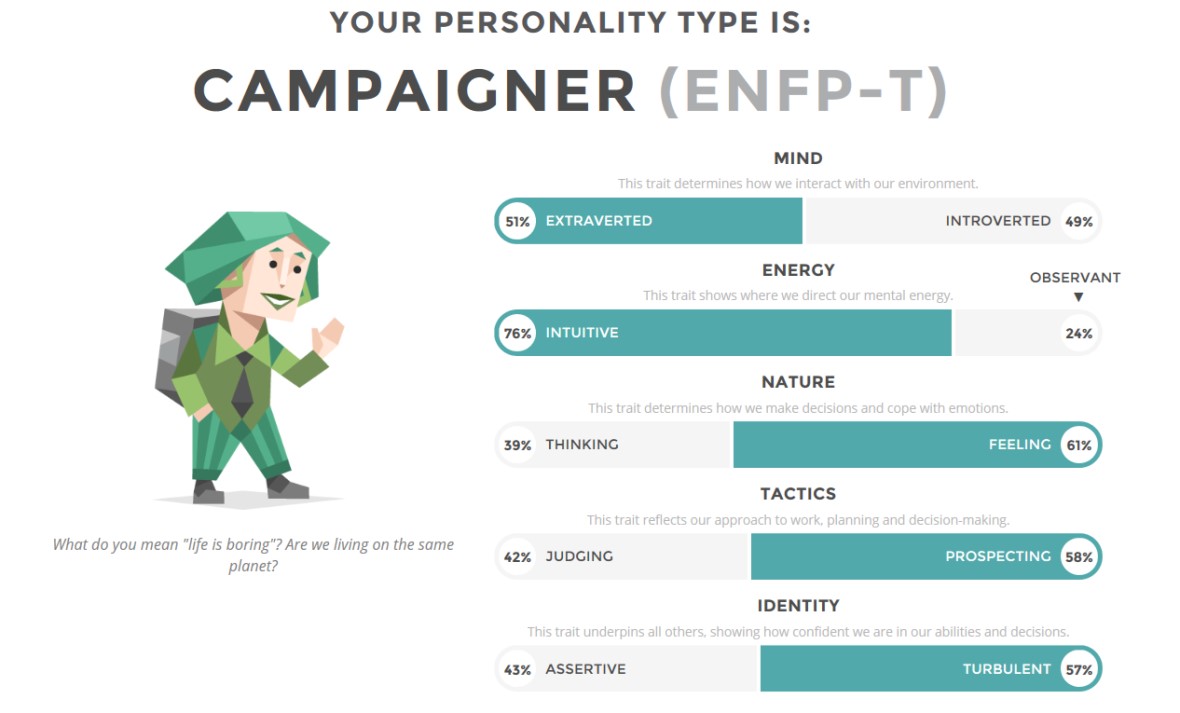 YOUR PERSONALITY TYPE IS:
CAMPAIGNER (ENFP-T)
MIND
This trait determines how we interact with our environment.
51% EXTRAVERTED INTROVERTED 49%
ENERGY
OBSERVANT
This trait shows where we direct our mental energy.
76% INTUITIVE 24%
NATURE
This trait determines how we make decisions and cope with emotions.
39% THINKING FEELING 61%
TACTICS
This trait reflects our approach to work, planning and decision-making.
42% JUDGING PROSPECTING 58%
IDENTITY
This trait underpins all others, showing how confident we are in our abilities and decisions.
43% ASSERTIVE TURBULENT 57%
What do you mean "life is boring"? Are we living on the same
planet?